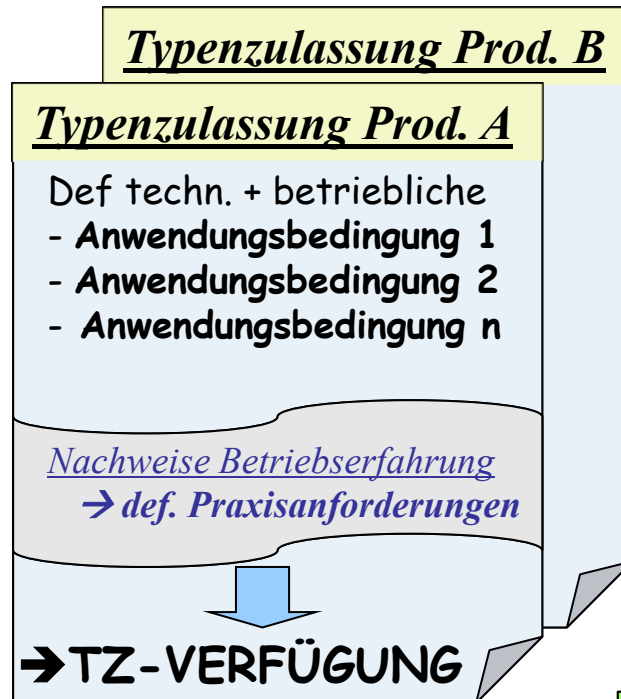 Typenzulassung Prod. B
Typenzulassung Prod. A
Def techn. + betriebliche
- Anwendungsbedingung 1
- Anwendungsbedingung 2
- Anwendungsbedingung n
Nachweise Betriebserfahrung
→ def. Praxisanforderungen
→TZ-VERFÜGUNG